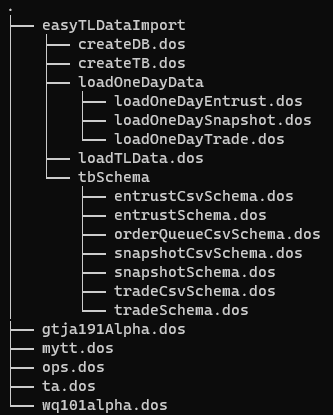 .
├── easyTLDataImport
│   ├── createDB.dos
│   ├── createTB.dos
│   ├── loadOneDayData
│   │   ├── loadOneDayEntrust.dos
│   │   ├── loadOneDaySnapshot.dos
│   │   └── loadOneDayTrade.dos
│   ├── loadTLData.dos
│   └── tbSchema
│       ├── entrustCsvSchema.dos
│       ├── entrustSchema.dos
│       ├── orderQueueCsvSchema.dos
│       ├── snapshotCsvSchema.dos
│       ├── snapshotSchema.dos
│       ├── tradeCsvSchema.dos
│       └── tradeSchema.dos
├── gtja191Alpha.dos
├── mytt.dos
├── ops.dos
├── ta.dos
└── wq101alpha.dos